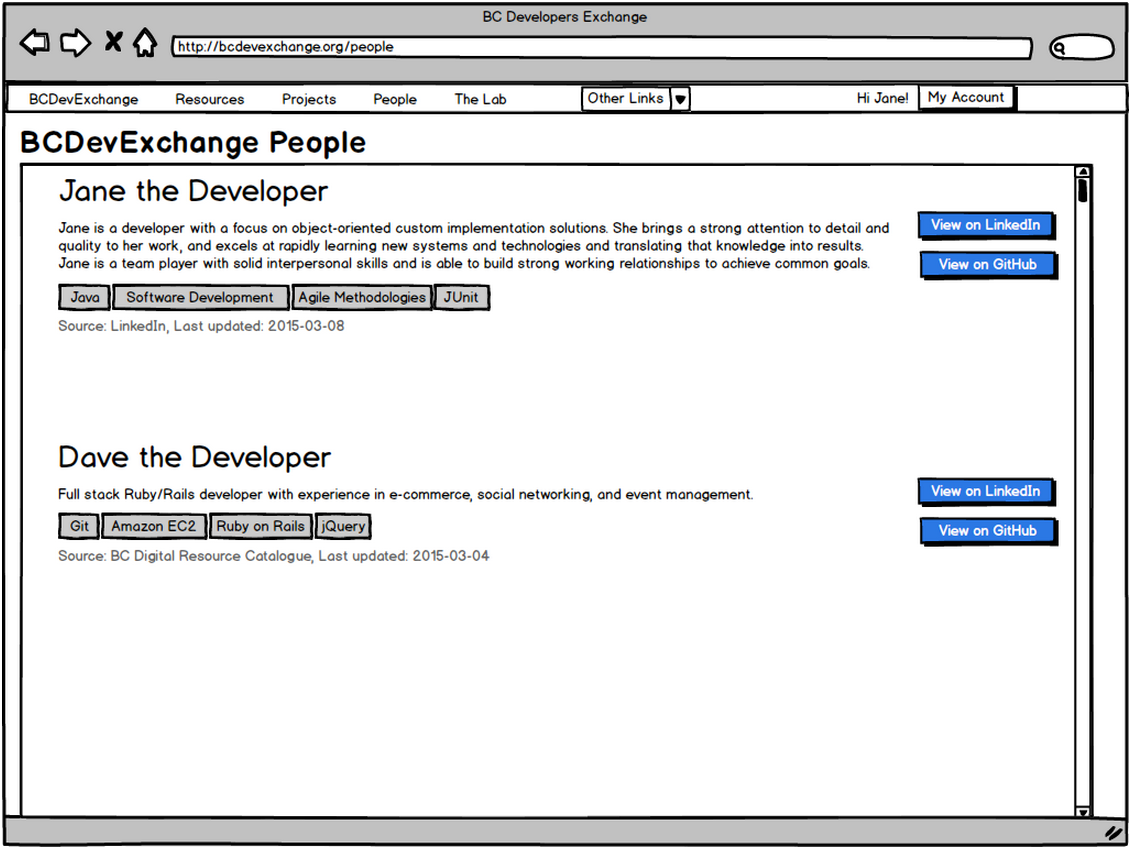 BC Developers Exchange
http://bcdevexchange.org/people
BCDevExchange Resources Projects People The Lab Other Links Hi Jane! My Account
BCDevExchange People
Jane the Developer
Jane is a developer with a focus on object-oriented custom implementation solutions. She brings a strong attention to detail and
quality to her work, and excels at rapidly learning new systems and technologies and translating that knowledge into results.
Jane is a team player with solid interpersonal skills and is able to build strong working relationships to achieve common goals.
View on LinkedIn
View on GitHub
Java Software Development Agile Methodologies JUnit
Source: LinkedIn, Last updated: 2015-03-08
Dave the Developer
Full stack Ruby/Rails developer with experience in e-commerce, social networking, and event management.
View on LinkedIn
View on GitHub
Git Amazon EC2 Ruby on Rails jQuery
Source: BC Digital Resource Catalogue, Last updated: 2015-03-04